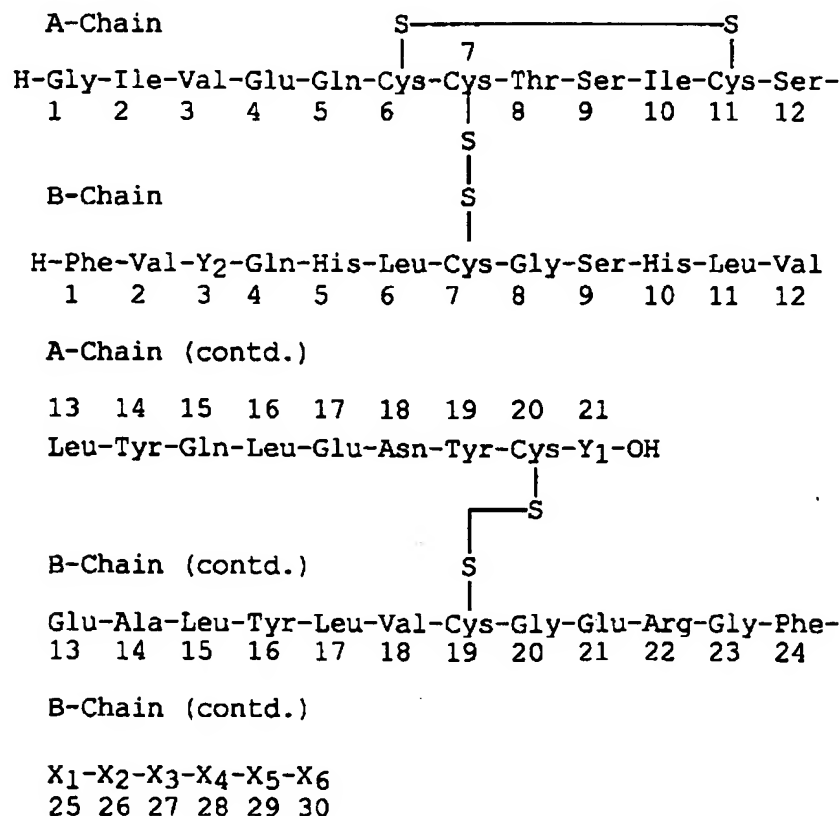 A-Chain
S S
7
H-Gly-Ile-Val-Glu-Gln-Cys-Cys-Thr-Ser-Ile-Cys-Ser-
1 2 3 4 5 6 8 9 10 11 12
S
B-Chain
S
H-Phe-Val-Y2-Gln-His-Leu-Cys-Gly-Ser-His-Leu-Val
1 2 3 4 5 6 7 8 9 10 11 12
A-Chain (contd.)
13 14 15 16 17 18 19 20 21
Leu-Tyr-Gln-Leu-Glu-Asn-Tyr-Cys-Y1-OH
S
S
B-Chain (contd.)
Glu-Ala-Leu-Tyr-Leu-Val-Cys-Gly-Glu-Arg-Gly-Phe-
13 14 15 16 17 18 19 20 21 22 23 24
B-Chain (contd.)
X1-X2-X3-X4-X5-X6
25 26 27 28 29 30